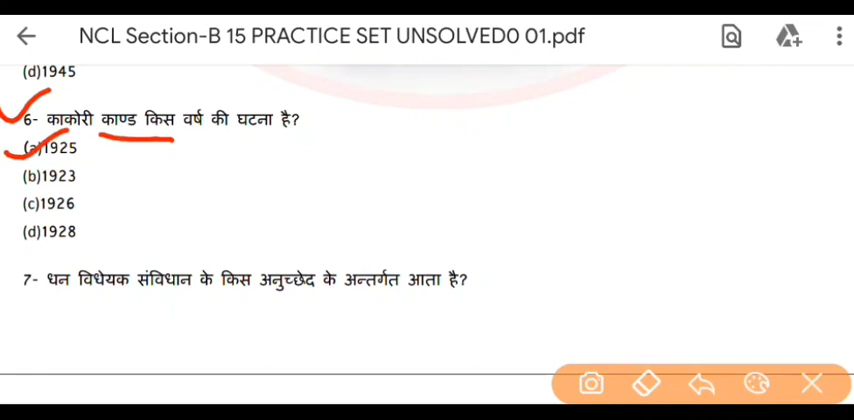 NCL Section-B 15 PRACTICE SET UNSOLVED0 01.pdf
(d)1945
6- काकोरी काण्ड किस वर्ष की घटना है?
(a)1925
(b)1923
(c)1926
(d)1928
7- धन विधेयक संविधान के किस अनुच्छेद के अन्तर्गत आता है?